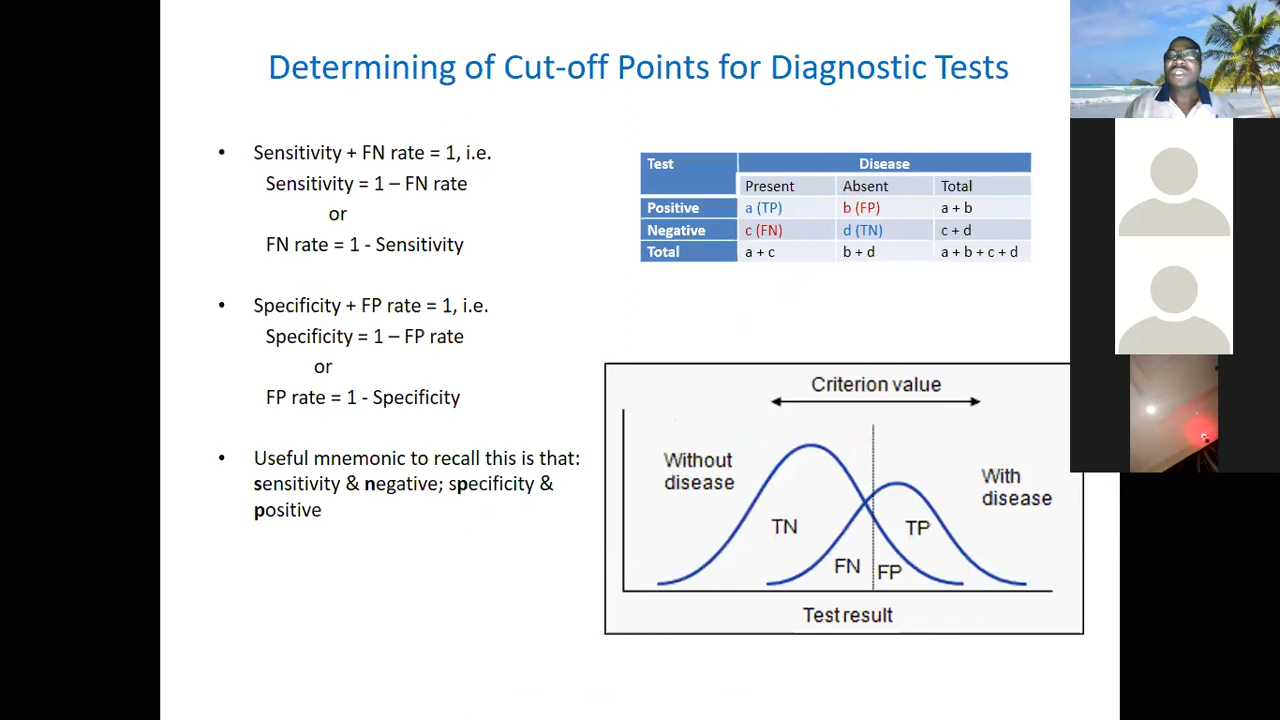 Determining of Cut-off Points for Diagnostic Tests
• Sensitivity + FN rate = 1, i.e.
Sensitivity = 1 – FN rate
or
FN rate = 1 - Sensitivity
• Specificity + FP rate = 1, i.e.
Specificity = 1 – FP rate
or
FP rate = 1 - Specificity
• Useful mnemonic to recall this is that:
sensitivity & negative; specificity &
positive
Test Disease
Present Absent Total
Positive a (TP) b (FP) a + b
Negative c (FN) d (TN) c + d
Total a + c b + d a + b + c + d
Criterion value
Without
disease
With
disease
TN
TP
FN
FP
Test result